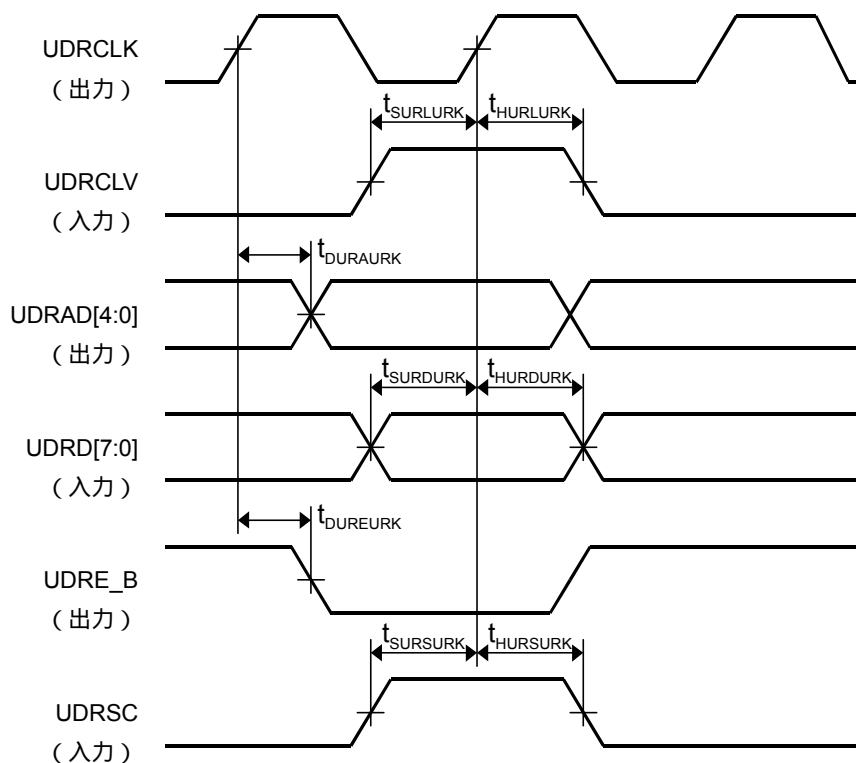 UDRCLK
（出力）
tSURLURK tHURLURK
UDRCLV
（入力）
tDURAURK
UDRAD[4:0]
（出力）
tSURDURK tHURDURK
UDRD[7:0]
（入力）
tDUREURK
UDRE_B
（出力）
tSURSURK tHURSURK
UDRSC
（入力）